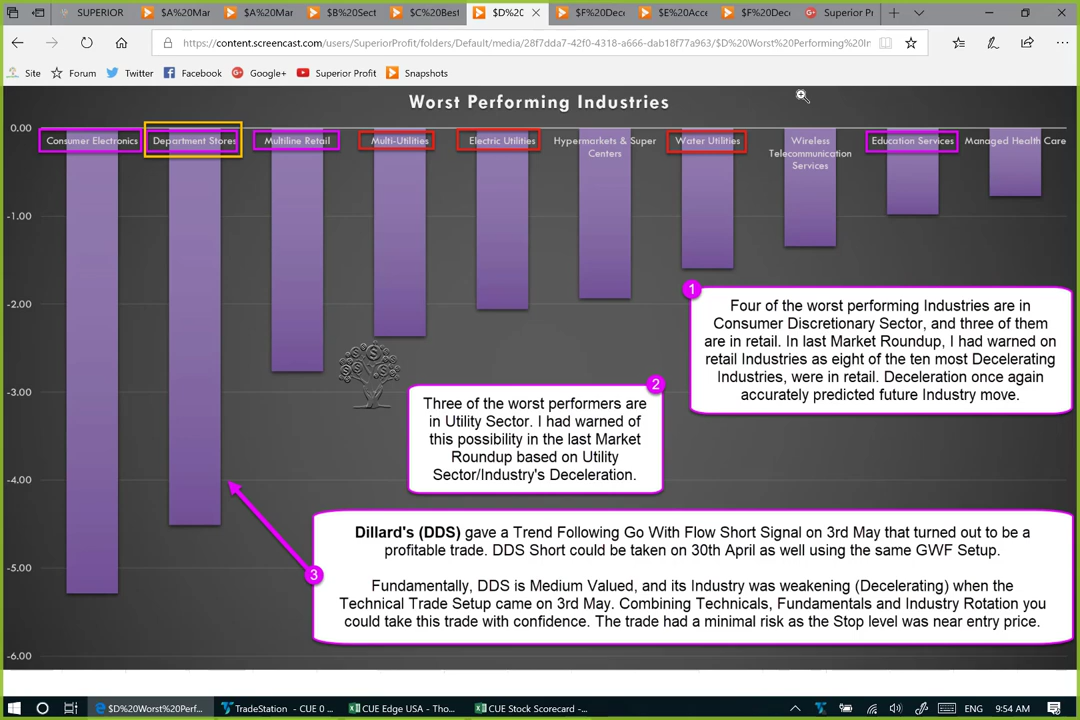 SUPERIOR
$A%20Mar
$A%20Mar
$B%20Sect
$C%20Best
$D%20
$F%20Dece
$E%20Acce
$F%20Dec
Superior Pr
https://content.screencast.com/users/SuperiorProfit/folders/Default/media/28f7dda7-42f0-4318-a666-dab18f77a963/$D%20Worst%20Performing%20In
Site
Forum
Twitter
Facebook
Google+
Superior Profit
Snapshots
Worst Performing Industries
0.00
Consumer Electronics
Department Stores
Multiline Retail
Multi-Utilities
Electric Utilities
Hypermarkets & Super
Centers
Water Utilities
Wireless
Telecommunication
Services
Education Services
Managed Health Care
-1.00
-2.00
-3.00
-4.00
-5.00
-6.00
1
Four of the worst performing Industries are in
Consumer Discretionary Sector, and three of them
are in retail. In last Market Roundup, I had warned on
retail Industries as eight of the ten most Decelerating
Industries, were in retail. Deceleration once again
accurately predicted future Industry move.
2
Three of the worst performers are
in Utility Sector. I had warned of
this possibility in the last Market
Roundup based on Utility
Sector/Industry's Deceleration.
3
Dillard's (DDS) gave a Trend Following Go With Flow Short Signal on 3rd May that turned out to be a
profitable trade. DDS Short could be taken on 30th April as well using the same GWF Setup.
Fundamentally, DDS is Medium Valued, and its Industry was weakening (Decelerating) when the
Technical Trade Setup came on 3rd May. Combining Technicals, Fundamentals and Industry Rotation you
could take this trade with confidence. The trade had a minimal risk as the Stop level was near entry price.
$D%20Worst%20Perf...
TradeStation - CUE 0 ...
CUE Edge USA - Tho...
CUE Stock Scorecard -...
ENG
9:54 AM